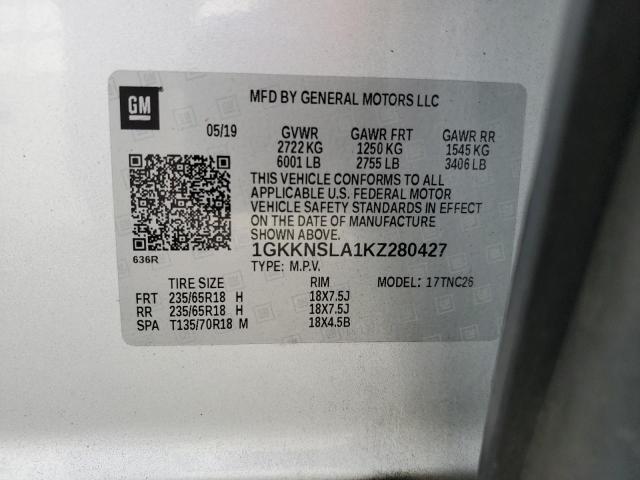 GM
MFD BY GENERAL MOTORS LLC
05/19 GVWR GAWR FRT GAWR RR
2722 KG 1250 KG 1545 KG
6001 LB 2755 LB 3406 LB
THIS VEHICLE CONFORMS TO ALL
APPLICABLE U.S. FEDERAL MOTOR
VEHICLE SAFETY STANDARDS IN EFFECT
ON THE DATE OF MANUFACTURE
SHOWN ABOVE.
1GKKNSLA1KZ280427
636R
TYPE: M.P.V. MODEL: 17TNC26
TIRE SIZE RIM
FRT 235/65R18 H 18X7.5J
RR 235/65R18 H 18X7.5J
SPA T135/70R18 M 18X4.5B